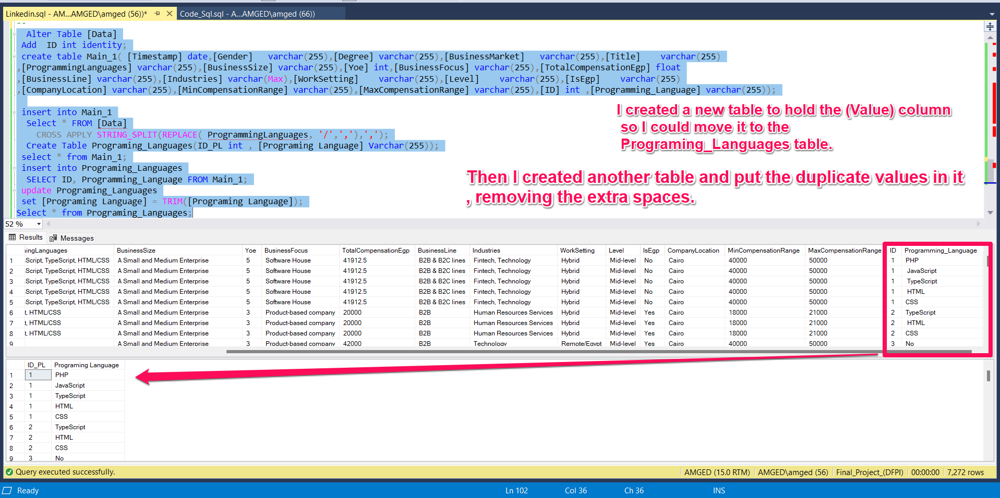 Linkedin.sql - AM...AMGED\amged (56))*
Code_Sql.sql - A...AMGED\amged (66))
--
Alter Table [Data]
Add  ID int identity;
create table Main_1( [Timestamp] date,[Gender]   varchar(255),[Degree] varchar(255),[BusinessMarket]   varchar(255),[Title]    varchar(255)
,[ProgrammingLanguages] varchar(255),[BusinessSize] varchar(255),[Yoe] int,[BusinessFocus] varchar(255),[TotalCompensationEgp] float
,[BusinessLine] varchar(255),[Industries] varchar(Max),[WorkSetting]    varchar(255),[Level]    varchar(255),[IsEgp]    varchar(255)
,[CompanyLocation] varchar(255),[MinCompensationRange] varchar(255),[MaxCompensationRange] varchar(255),[ID] int ,[Programming_Language] varchar(255));
insert into Main_1
Select * FROM [Data]
CROSS APPLY STRING_SPLIT(REPLACE( ProgrammingLanguages, '/',','),',');
Create Table Programing_Languages(ID_PL int , [Programing Language] Varchar(255));
select * from Main_1;
insert into Programing_Languages
SELECT ID, Programming_Language FROM Main_1;
update Programing_Languages
set [Programing Language] = TRIM([Programing Language]);
Select * from Programing_Languages;
I created a new table to hold the (Value) column
so I could move it to the
Programing_Languages table.
Then I created another table and put the duplicate values in it
, removing the extra spaces.
52 %
Results Messages
ingLanguages BusinessSize Yoe BusinessFocus TotalCompensationEgp BusinessLine Industries WorkSetting Level IsEgp CompanyLocation MinCompensationRange MaxCompensationRange ID Programming_Language
1 Script, TypeScript, HTML/CSS A Small and Medium Enterprise 5 Software House 41912.5 B2B & B2C lines Fintech, Technology Hybrid Mid-level No Cairo 40000 50000 1 PHP
2 Script, TypeScript, HTML/CSS A Small and Medium Enterprise 5 Software House 41912.5 B2B & B2C lines Fintech, Technology Hybrid Mid-level No Cairo 40000 50000 1 JavaScript
3 Script, TypeScript, HTML/CSS A Small and Medium Enterprise 5 Software House 41912.5 B2B & B2C lines Fintech, Technology Hybrid Mid-level No Cairo 40000 50000 1 TypeScript
4 Script, TypeScript, HTML/CSS A Small and Medium Enterprise 5 Software House 41912.5 B2B & B2C lines Fintech, Technology Hybrid Mid-level No Cairo 40000 50000 1 HTML
5 Script, TypeScript, HTML/CSS A Small and Medium Enterprise 5 Software House 41912.5 B2B & B2C lines Fintech, Technology Hybrid Mid-level No Cairo 40000 50000 1 CSS
6 t, HTML/CSS A Small and Medium Enterprise 3 Product-based company 20000 B2B Human Resources Services Hybrid Mid-level Yes Cairo 18000 21000 2 TypeScript
7 t, HTML/CSS A Small and Medium Enterprise 3 Product-based company 20000 B2B Human Resources Services Hybrid Mid-level Yes Cairo 18000 21000 2 HTML
8 t, HTML/CSS A Small and Medium Enterprise 3 Product-based company 20000 B2B Human Resources Services Hybrid Mid-level Yes Cairo 18000 21000 2 CSS
9 A Small and Medium Enterprise 3 Product-based company 42000 B2B Technology Remote/Egypt Mid-level Yes Cairo 40000 50000 3 No
ID_PL Programing Language
1 1 PHP
2 1 JavaScript
3 1 TypeScript
4 1 HTML
5 1 CSS
6 2 TypeScript
7 2 HTML
8 2 CSS
9 3 No
Query executed successfully. AMGED (15.0 RTM) AMGED\amged (56) Final_Project_(DFPI) 00:00:00 7,272 rows
Ready Ln 102 Col 36 Ch 36 INS